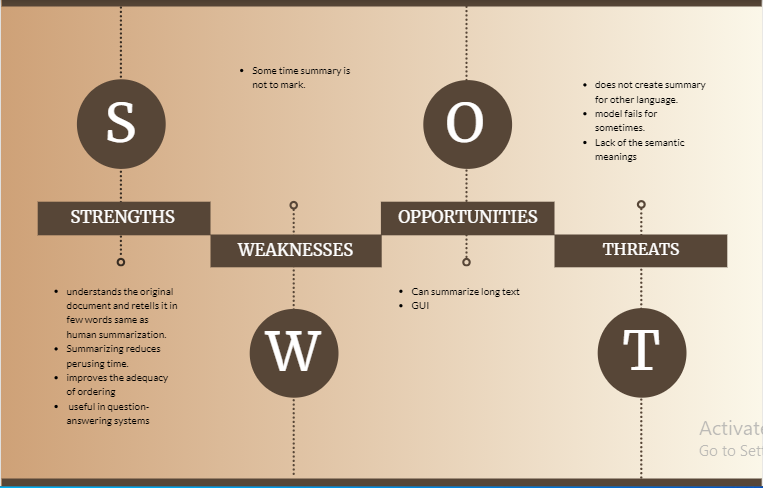 S
STRENGTHS
• understands the original
document and retells it in
few words same as
human summarization.
• Summarizing reduces
perusing time.
• improves the adequacy
of ordering
• useful in question-
answering systems
• Some time summary is
not to mark.
WEAKNESSES
W
O
OPPORTUNITIES
• Can summarize long text
• GUI
• does not create summary
for other language.
• model fails for
sometimes.
• Lack of the semantic
meanings
THREATS
T
Activate
Go to Set